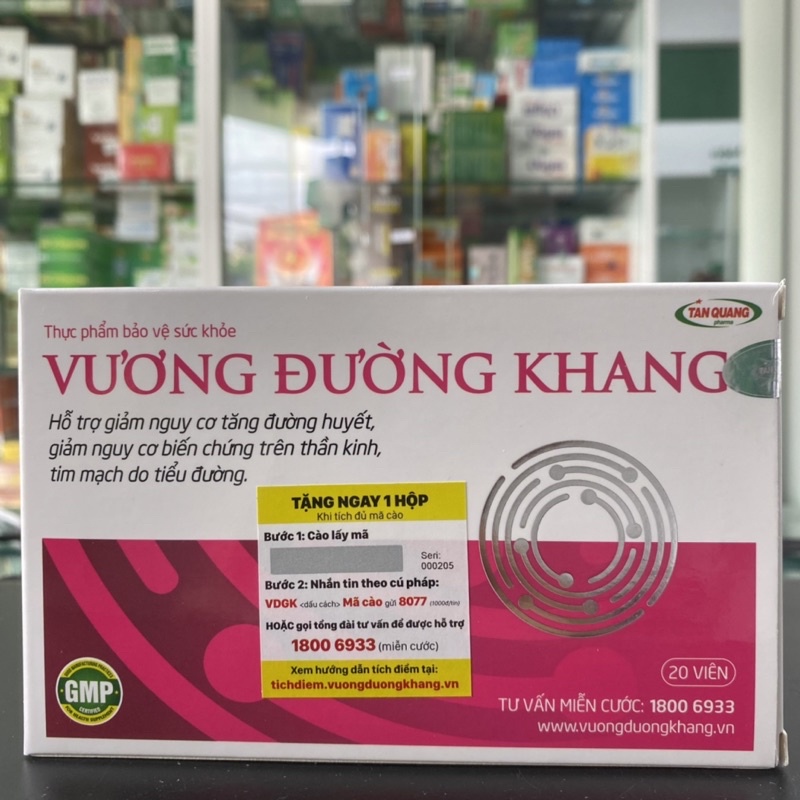 TÂN QUANG
pharma
Thực phẩm bảo vệ sức khỏe
VƯƠNG ĐƯỜNG KHANG
Hỗ trợ giảm nguy cơ tăng đường huyết,
giảm nguy cơ biến chứng trên thần kinh,
tim mạch do tiểu đường.
TẶNG NGAY 1 HỘP
Khi tích đủ mã cào
Bước 1: Cào lấy mã
Seri:
000205
Bước 2: Nhắn tin theo cú pháp:
VDGK <dấu cách> Mã cào gửi 8077 (1000đ/tin)
HOẶC gọi tổng đài tư vấn để được hỗ trợ
1800 6933 (miễn cước)
Xem hướng dẫn tích điểm tại:
tichdiem.vuongduongkhang.vn
GMP
CERTIFIED
20 VIÊN
TƯ VẤN MIỄN CƯỚC: 1800 6933
www.vuongduongkhang.vn